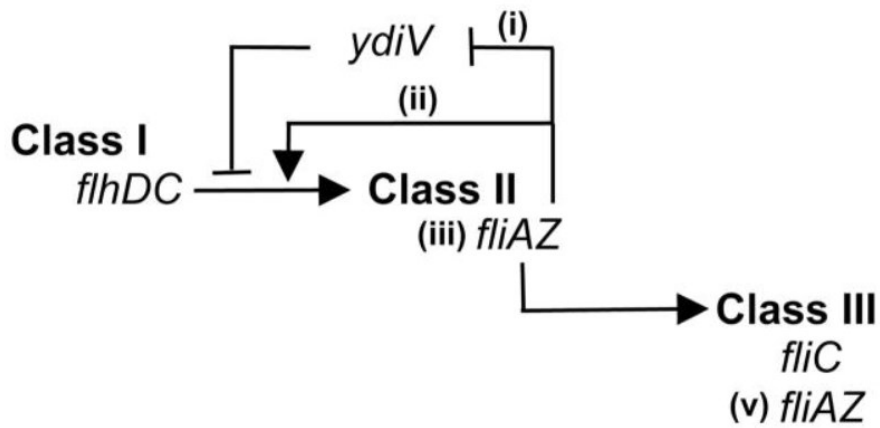 ydiV
(i)
(ii)
Class I
flhDC
Class II
(iii) fliAZ
Class III
fliC
(v) fliAZ